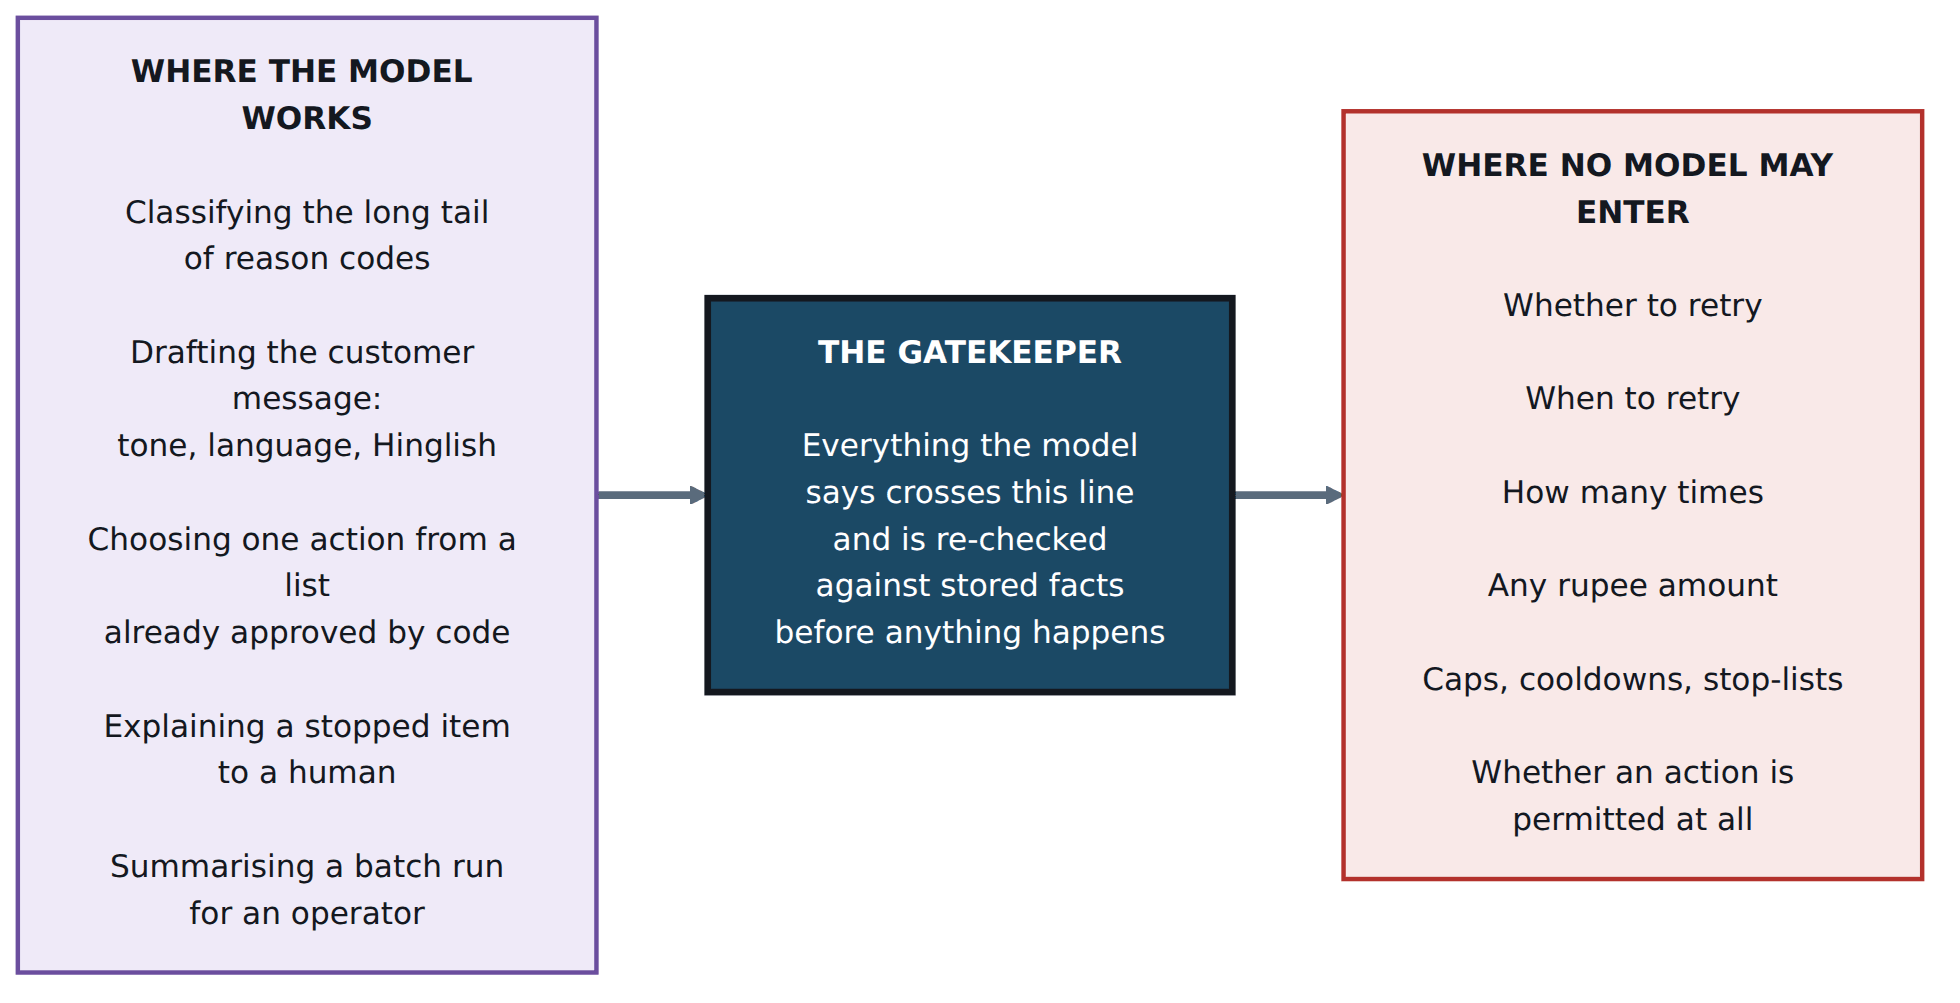 WHERE THE MODEL
WORKS
Classifying the long tail
of reason codes
Drafting the customer
message:
tone, language, Hinglish
Choosing one action from a
list
already approved by code
Explaining a stopped item
to a human
Summarising a batch run
for an operator
THE GATEKEEPER
Everything the model
says crosses this line
and is re-checked
against stored facts
before anything happens
WHERE NO MODEL MAY
ENTER
Whether to retry
When to retry
How many times
Any rupee amount
Caps, cooldowns, stop-lists
Whether an action is
permitted at all